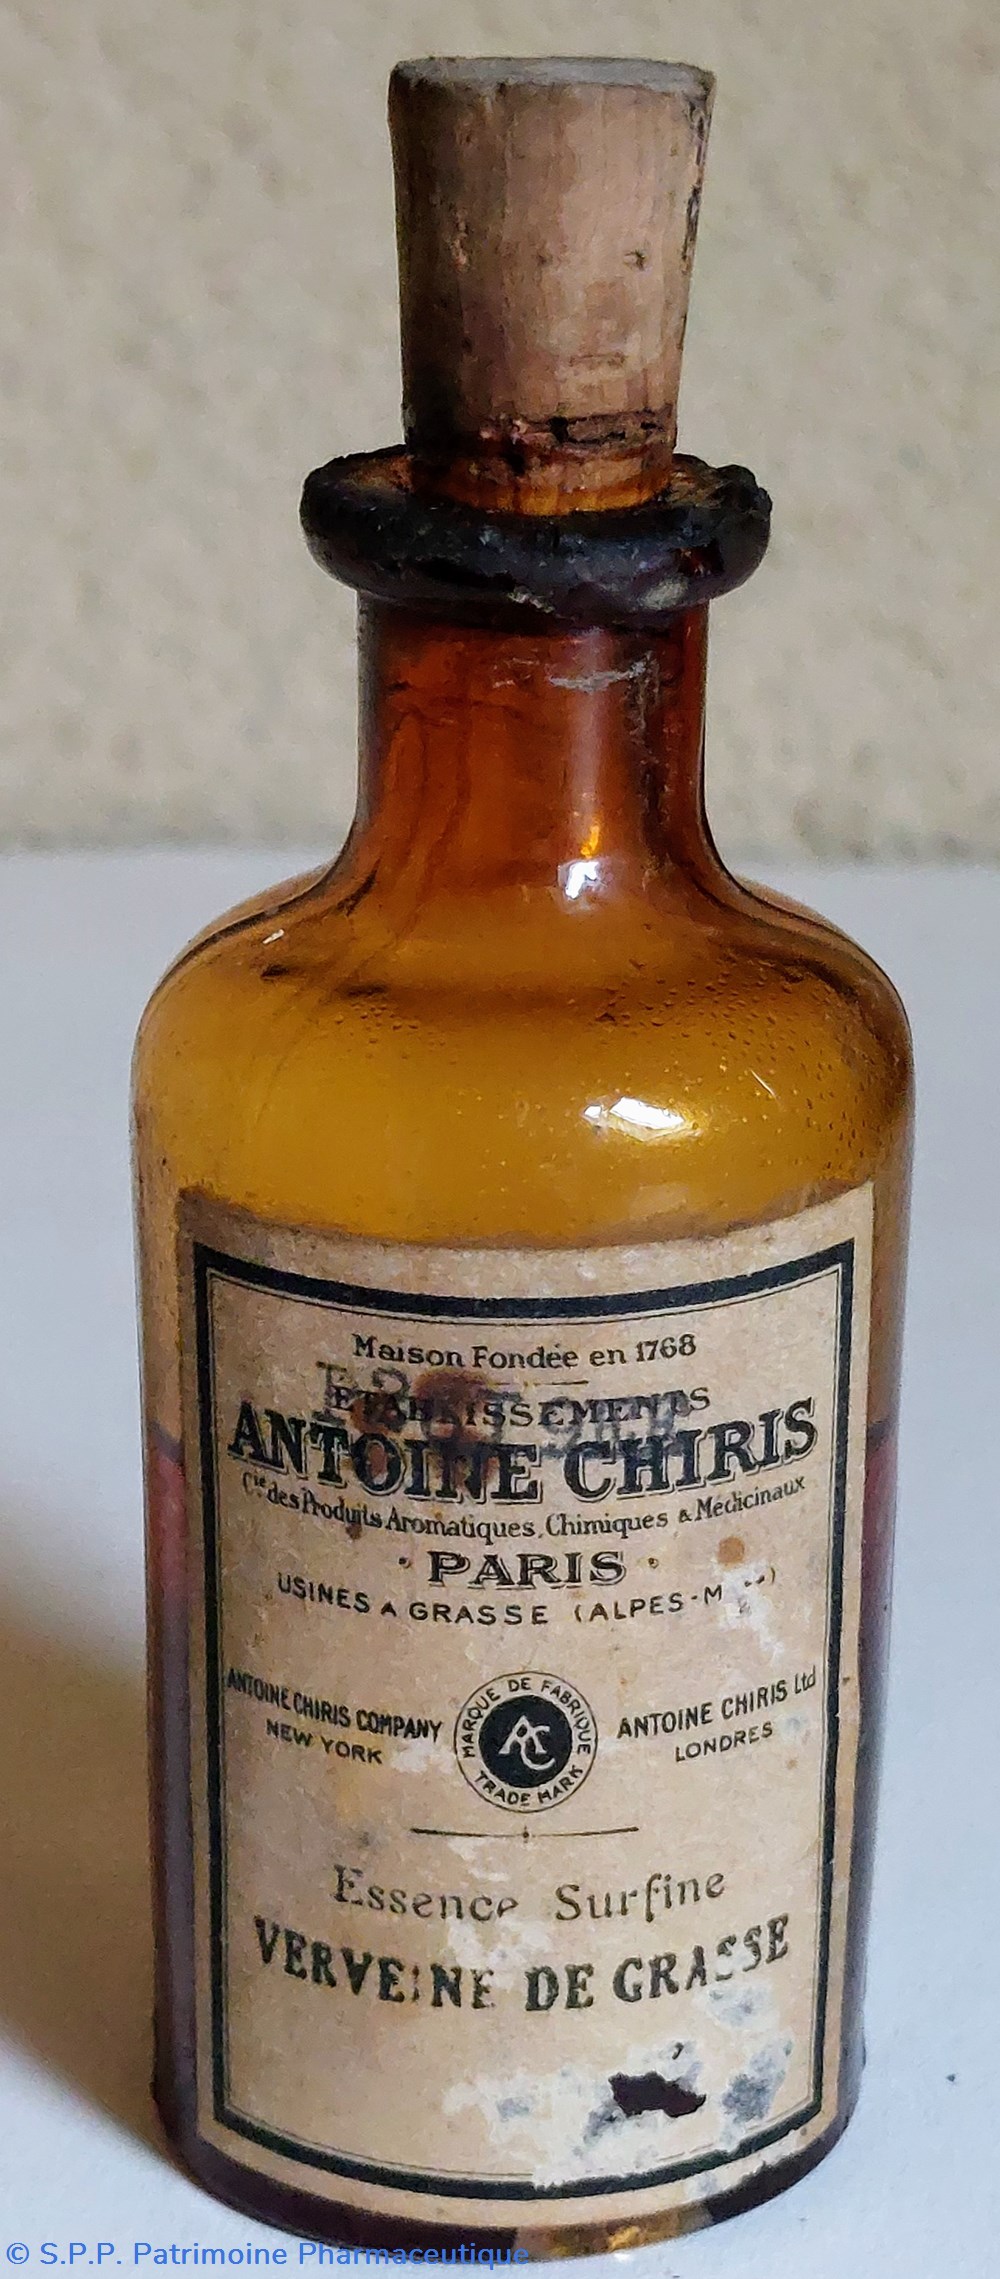 Maison Fondée en 1768
ETABLISSEMENTS
ANTOINE CHIRIS
Cie des Produits Aromatiques, Chimiques & Médicinaux
PARIS
USINES A GRASSE (ALPES-M
ANTOINE CHIRIS COMPANY
NEW YORK
MARQUE DE FABRIQUE
AC
TRADE MARK
ANTOINE CHIRIS Ltd
LONDRES
Essence Surfine
VERVEINE DE GRASSE
© S.P.P. Patrimoine Pharmaceutique